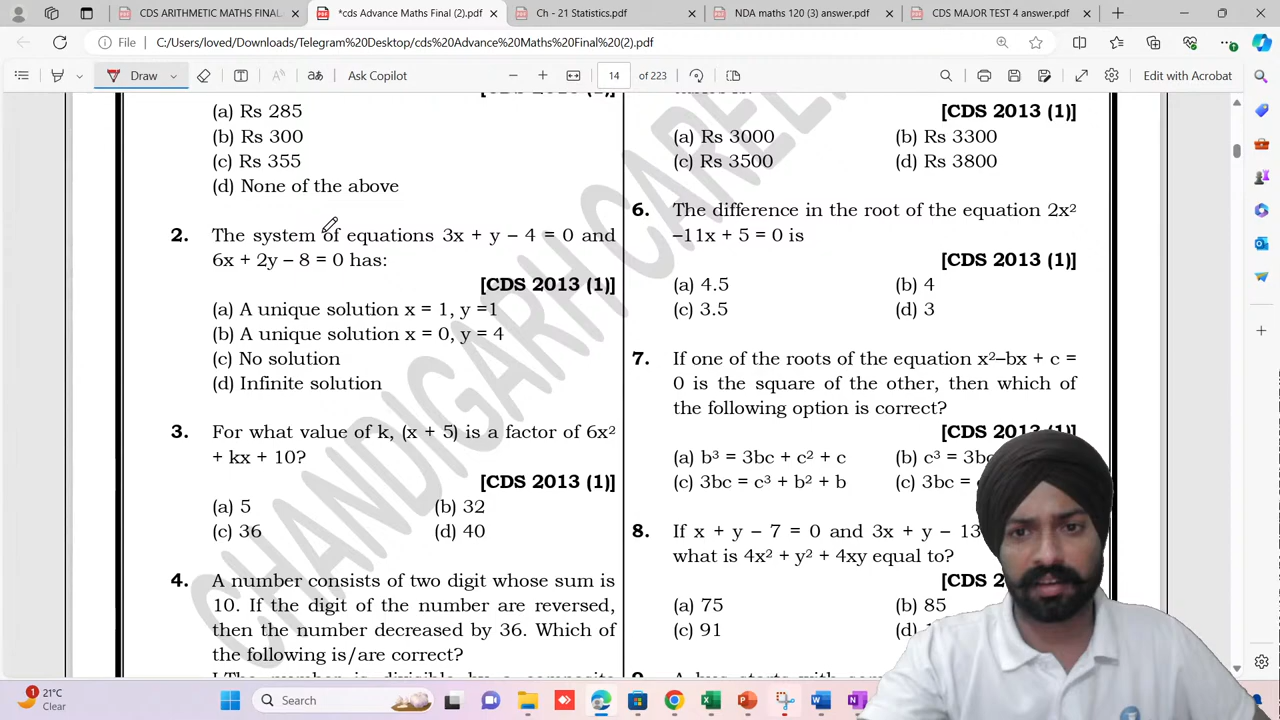 CDS ARITHMETIC MATHS FINAL
*cds Advance Maths Final (2).pdf
Ch - 21 Statistics.pdf
NDA maths 120 (3) answer.pdf
CDS MAJOR TEST 4 answer.pdf
File
C:/Users/loved/Downloads/Telegram%20Desktop/cds%20Advance%20Maths%20Final%20(2).pdf
Draw
Ask Copilot
14 of 223
Edit with Acrobat
(a) Rs 285
(b) Rs 300
(c) Rs 355
(d) None of the above
2. The system of equations 3x + y – 4 = 0 and
6x + 2y – 8 = 0 has:
[CDS 2013 (1)]
(a) A unique solution x = 1, y =1
(b) A unique solution x = 0, y = 4
(c) No solution
(d) Infinite solution
3. For what value of k, (x + 5) is a factor of 6x²
+ kx + 10?
[CDS 2013 (1)]
(a) 5 (b) 32
(c) 36 (d) 40
4. A number consists of two digit whose sum is
10. If the digit of the number are reversed,
then the number decreased by 36. Which of
the following is/are correct?
[CDS 2013 (1)]
(a) Rs 3000 (b) Rs 3300
(c) Rs 3500 (d) Rs 3800
6. The difference in the root of the equation 2x²
–11x + 5 = 0 is
[CDS 2013 (1)]
(a) 4.5 (b) 4
(c) 3.5 (d) 3
7. If one of the roots of the equation x²–bx + c =
0 is the square of the other, then which of
the following option is correct?
[CDS 2013 (1)]
(a) b³ = 3bc + c² + c (b) c³ = 3bc
(c) 3bc = c³ + b² + b (c) 3bc =
8. If x + y – 7 = 0 and 3x + y – 13
what is 4x² + y² + 4xy equal to?
[CDS
(a) 75 (b) 85
(c) 91 (d)
CHANDIGARH CAREER
21°C
Clear
Search